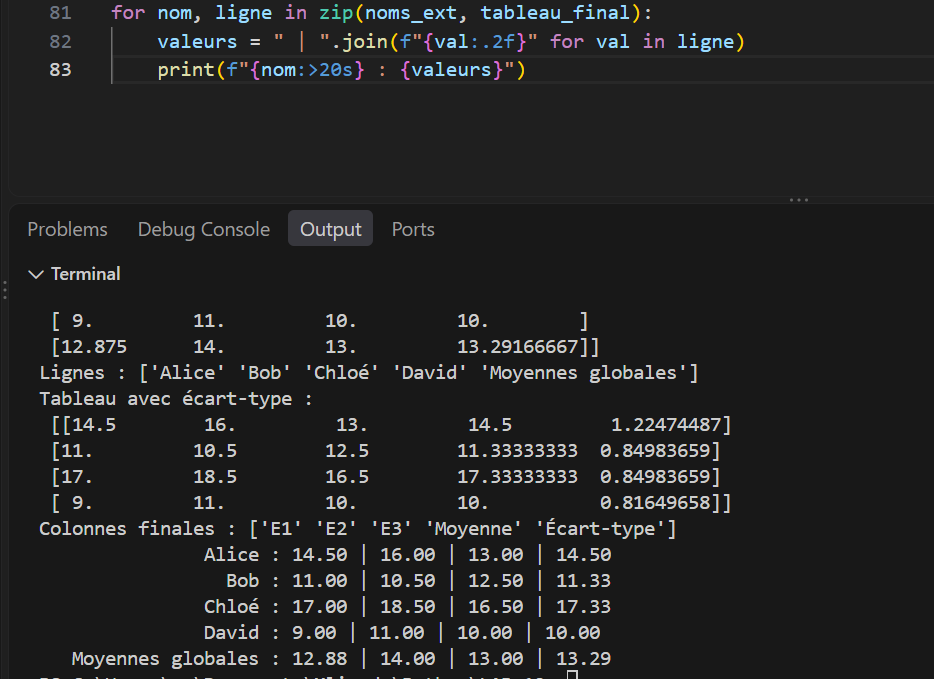 81 for nom, ligne in zip(noms_ext, tableau_final):
82 valeurs = " | ".join(f"{val:.2f}" for val in ligne)
83 print(f"{nom:>20s} : {valeurs}")
Problems Debug Console Output Ports
Terminal
[ 9. 11. 10. 10. ]
[12.875 14. 13. 13.29166667]]
Lignes : ['Alice' 'Bob' 'Chloé' 'David' 'Moyennes globales']
Tableau avec écart-type :
[[14.5 16. 13. 14.5 1.22474487]
[11. 10.5 12.5 11.33333333 0.84983659]
[17. 18.5 16.5 17.33333333 0.84983659]
[ 9. 11. 10. 10. 0.81649658]]
Colonnes finales : ['E1' 'E2' 'E3' 'Moyenne' 'Écart-type']
Alice : 14.50 | 16.00 | 13.00 | 14.50
Bob : 11.00 | 10.50 | 12.50 | 11.33
Chloé : 17.00 | 18.50 | 16.50 | 17.33
David : 9.00 | 11.00 | 10.00 | 10.00
Moyennes globales : 12.88 | 14.00 | 13.00 | 13.29